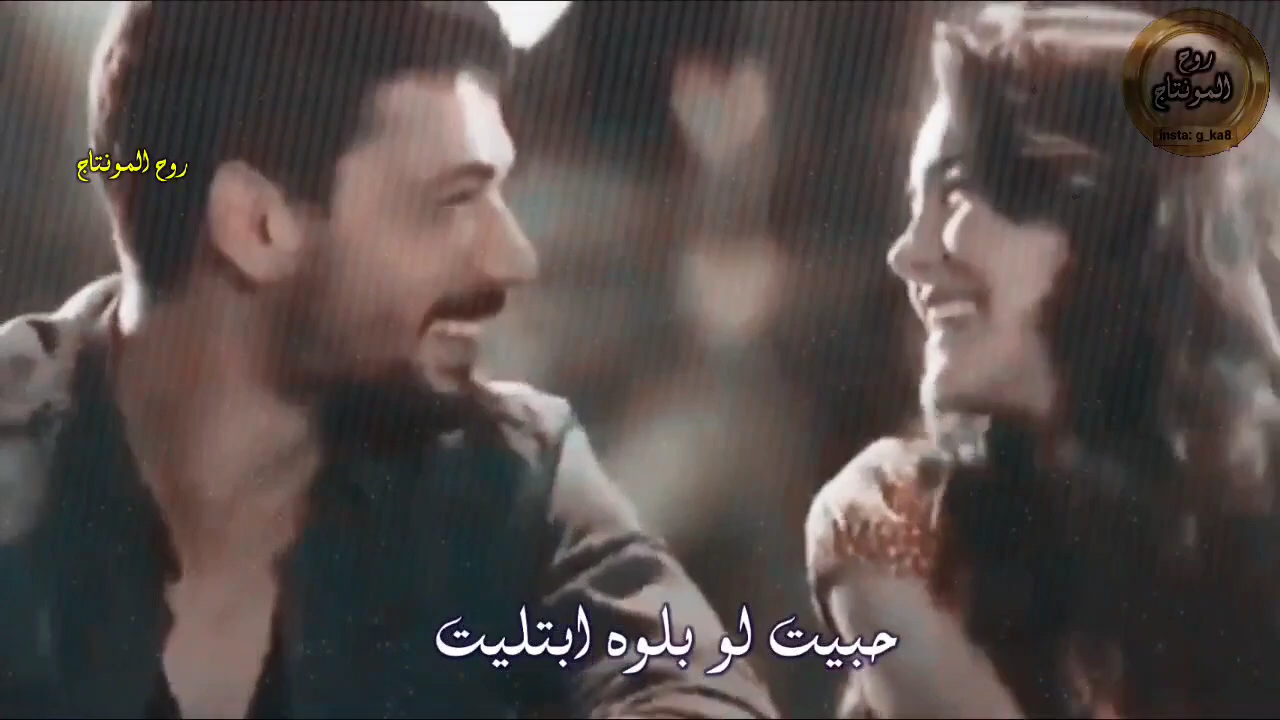 روح
المونتاج
insta: g_ka8
روح المونتاج
حبيت لو بلوه ابتليت